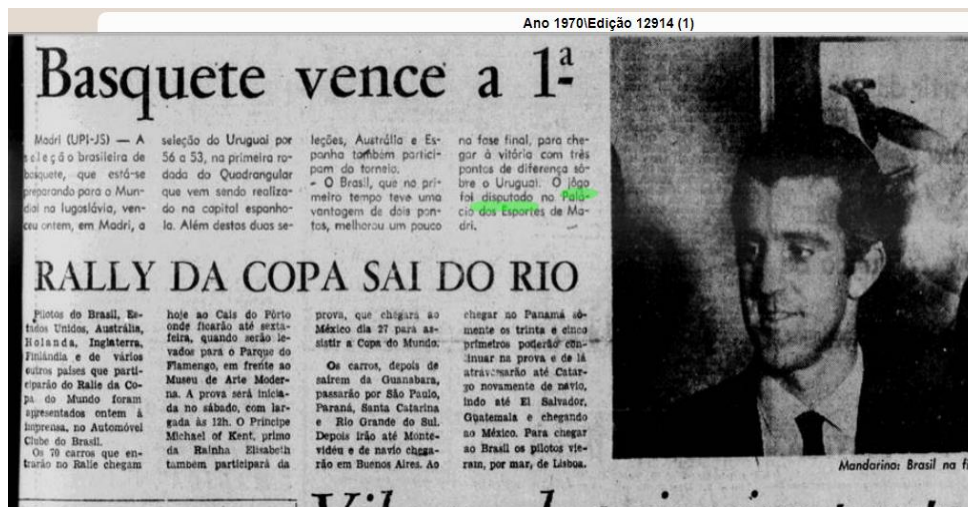 Ano 1970\Edição 12914 (1)
Basquete vence a 1ª
Madri (UPI-JS) — A
seleção brasileira de
basquete, que está-se
preparando para o Mun-
dial na Iugoslávia, ven-
ceu ontem, em Madri, a
seleção do Uruguai por
56 a 53, na primeira ro-
dada do Quadrangular
que vem sendo realiza-
do na capital espanho-
la. Além destas duas se-
leções, Austrália e Es-
panha também partici-
pam do torneio.
- O Brasil, que no pri-
meiro tempo teve uma
vantagem de dois pon-
tos, melhorou um pouco
na fase final, para che-
gar à vitória com três
pontos de diferença sô-
bre o Uruguai. O jôgo
foi disputado no Palá-
cio dos Esportes de Ma-
dri.
RALLY DA COPA SAI DO RIO
Pilotos do Brasil, Es-
tados Unidos, Austrália,
Holanda, Inglaterra,
Finlândia e de vários
outros países que parti-
ciparão do Ralie da Co-
pa do Mundo foram
apresentados ontem à
imprensa, no Automóvel
Clube do Brasil.
Os 70 carros que en-
trarão no Ralie chegam
hoje ao Cais do Pôrto
onde ficarão até sexta-
feira, quando serão le-
vados para o Parque do
Flamengo, em frente ao
Museu de Arte Moder-
na. A prova será inicia-
da no sábado, com lar-
gada às 12h. O Príncipe
Michael of Kent, primo
da Rainha Elisabeth
também participará da
prova, que chegará ao
México dia 27 para as-
sistir a Copa do Mundo.
Os carros, depois de
saírem da Guanabara,
passarão por São Paulo,
Paraná, Santa Catarina
e Rio Grande do Sul.
Depois irão até Monte-
vidéu e de navio chega-
rão em Buenos Aires. Ao
chegar no Panamá sò-
mente os trinta e cinco
primeiros poderão con-
tinuar na prova e de lá
atravessarão até Catar-
go novamente de navio,
indo até El Salvador,
Guatemala e chegando
ao México. Para chegar
ao Brasil os pilotos vie-
ram, por mar, de Lisboa.
Mandarino: Brasil na